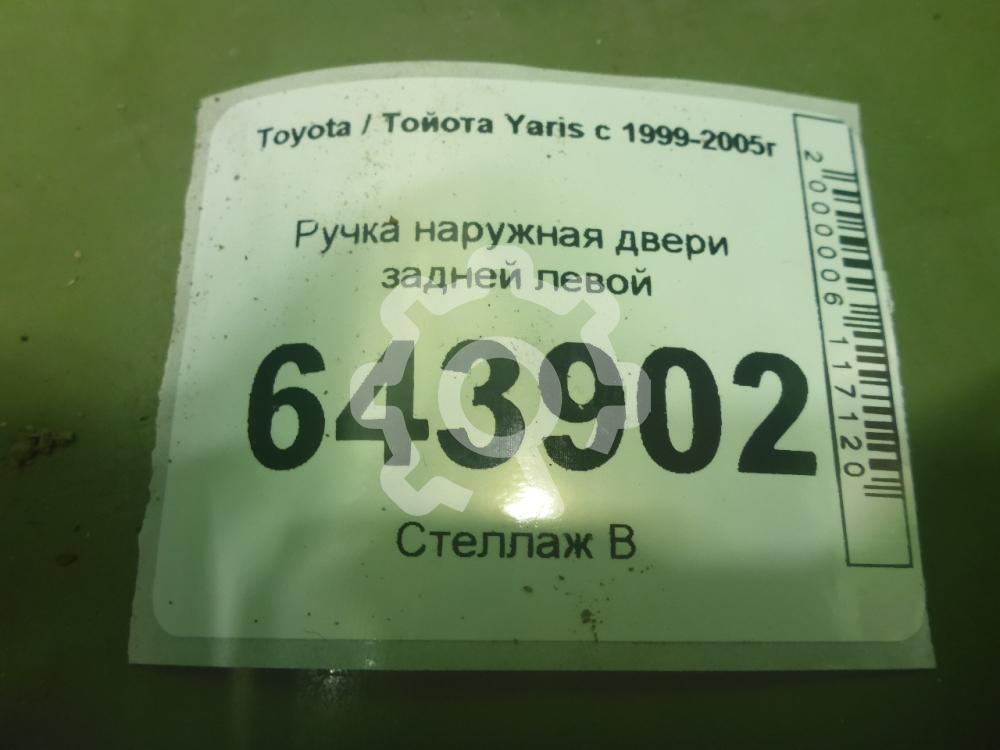 Toyota / Тойота Yaris с 1999-2005г
Ручка наружная двери
задней левой
643902
Стеллаж В
2000006117120